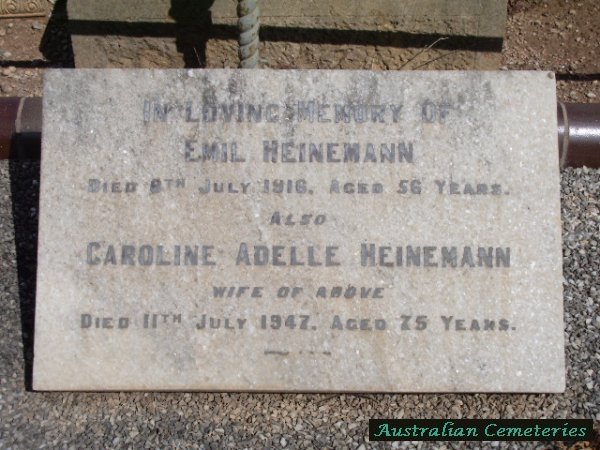 In Loving Memory Of
Emil Heinemann
Died 8th July 1916. Aged 56 Years.
Also
Caroline Adelle Heinemann
Wife of Above
Died 11th July 1947. Aged 75 Years.
Australian Cemeteries